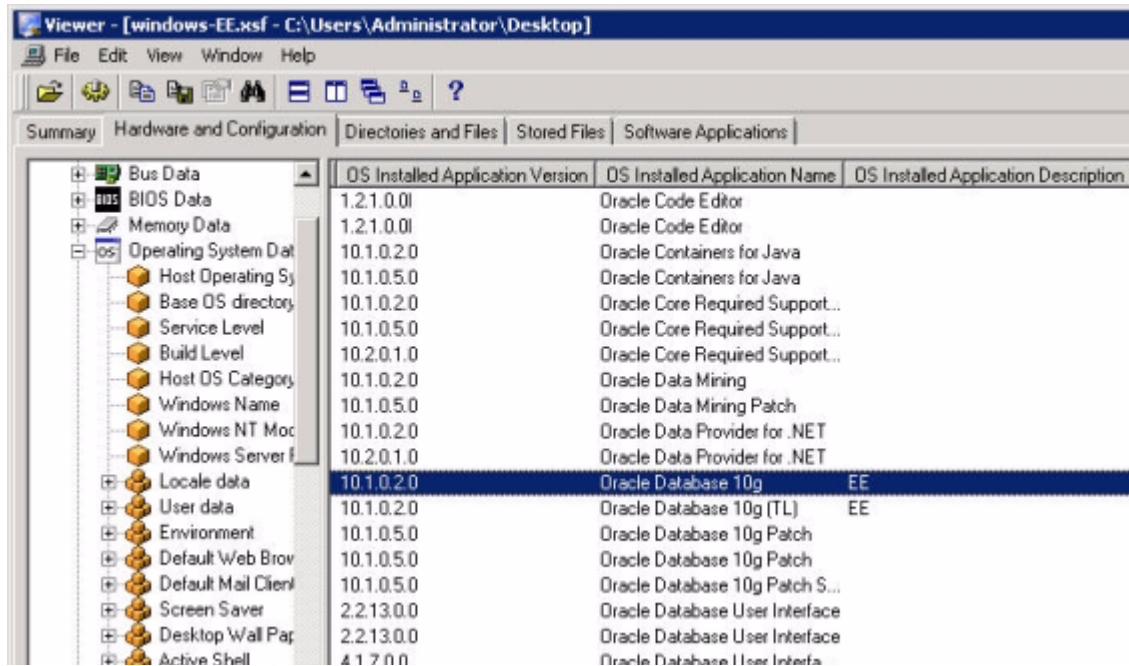 Viewer - [windows-EE.xsf - C:\Users\Administrator\Desktop]
File Edit View Window Help
Summary Hardware and Configuration Directories and Files Stored Files Software Applications
Bus Data
BIOS Data
Memory Data
Operating System Dat
Host Operating Sy
Base OS directory
Service Level
Build Level
Host OS Category
Windows Name
Windows NT Mod
Windows Server
Locale data
User data
Environment
Default Web Brow
Default Mail Client
Screen Saver
Desktop Wall Pap
Active Shell
OS Installed Application Version OS Installed Application Name OS Installed Application Description
1.2.1.0.0I Oracle Code Editor
1.2.1.0.0I Oracle Code Editor
10.1.0.2.0 Oracle Containers for Java
10.1.0.5.0 Oracle Containers for Java
10.1.0.2.0 Oracle Core Required Support...
10.1.0.5.0 Oracle Core Required Support...
10.2.0.1.0 Oracle Core Required Support...
10.1.0.2.0 Oracle Data Mining
10.1.0.5.0 Oracle Data Mining Patch
10.1.0.2.0 Oracle Data Provider for .NET
10.2.0.1.0 Oracle Data Provider for .NET
10.1.0.2.0 Oracle Database 10g EE
10.1.0.2.0 Oracle Database 10g (TL) EE
10.1.0.5.0 Oracle Database 10g Patch
10.1.0.5.0 Oracle Database 10g Patch
10.1.0.5.0 Oracle Database 10g Patch S...
2.2.13.0.0 Oracle Database User Interface
2.2.13.0.0 Oracle Database User Interface
4.1.7.0.0 Oracle Database User Interfa...